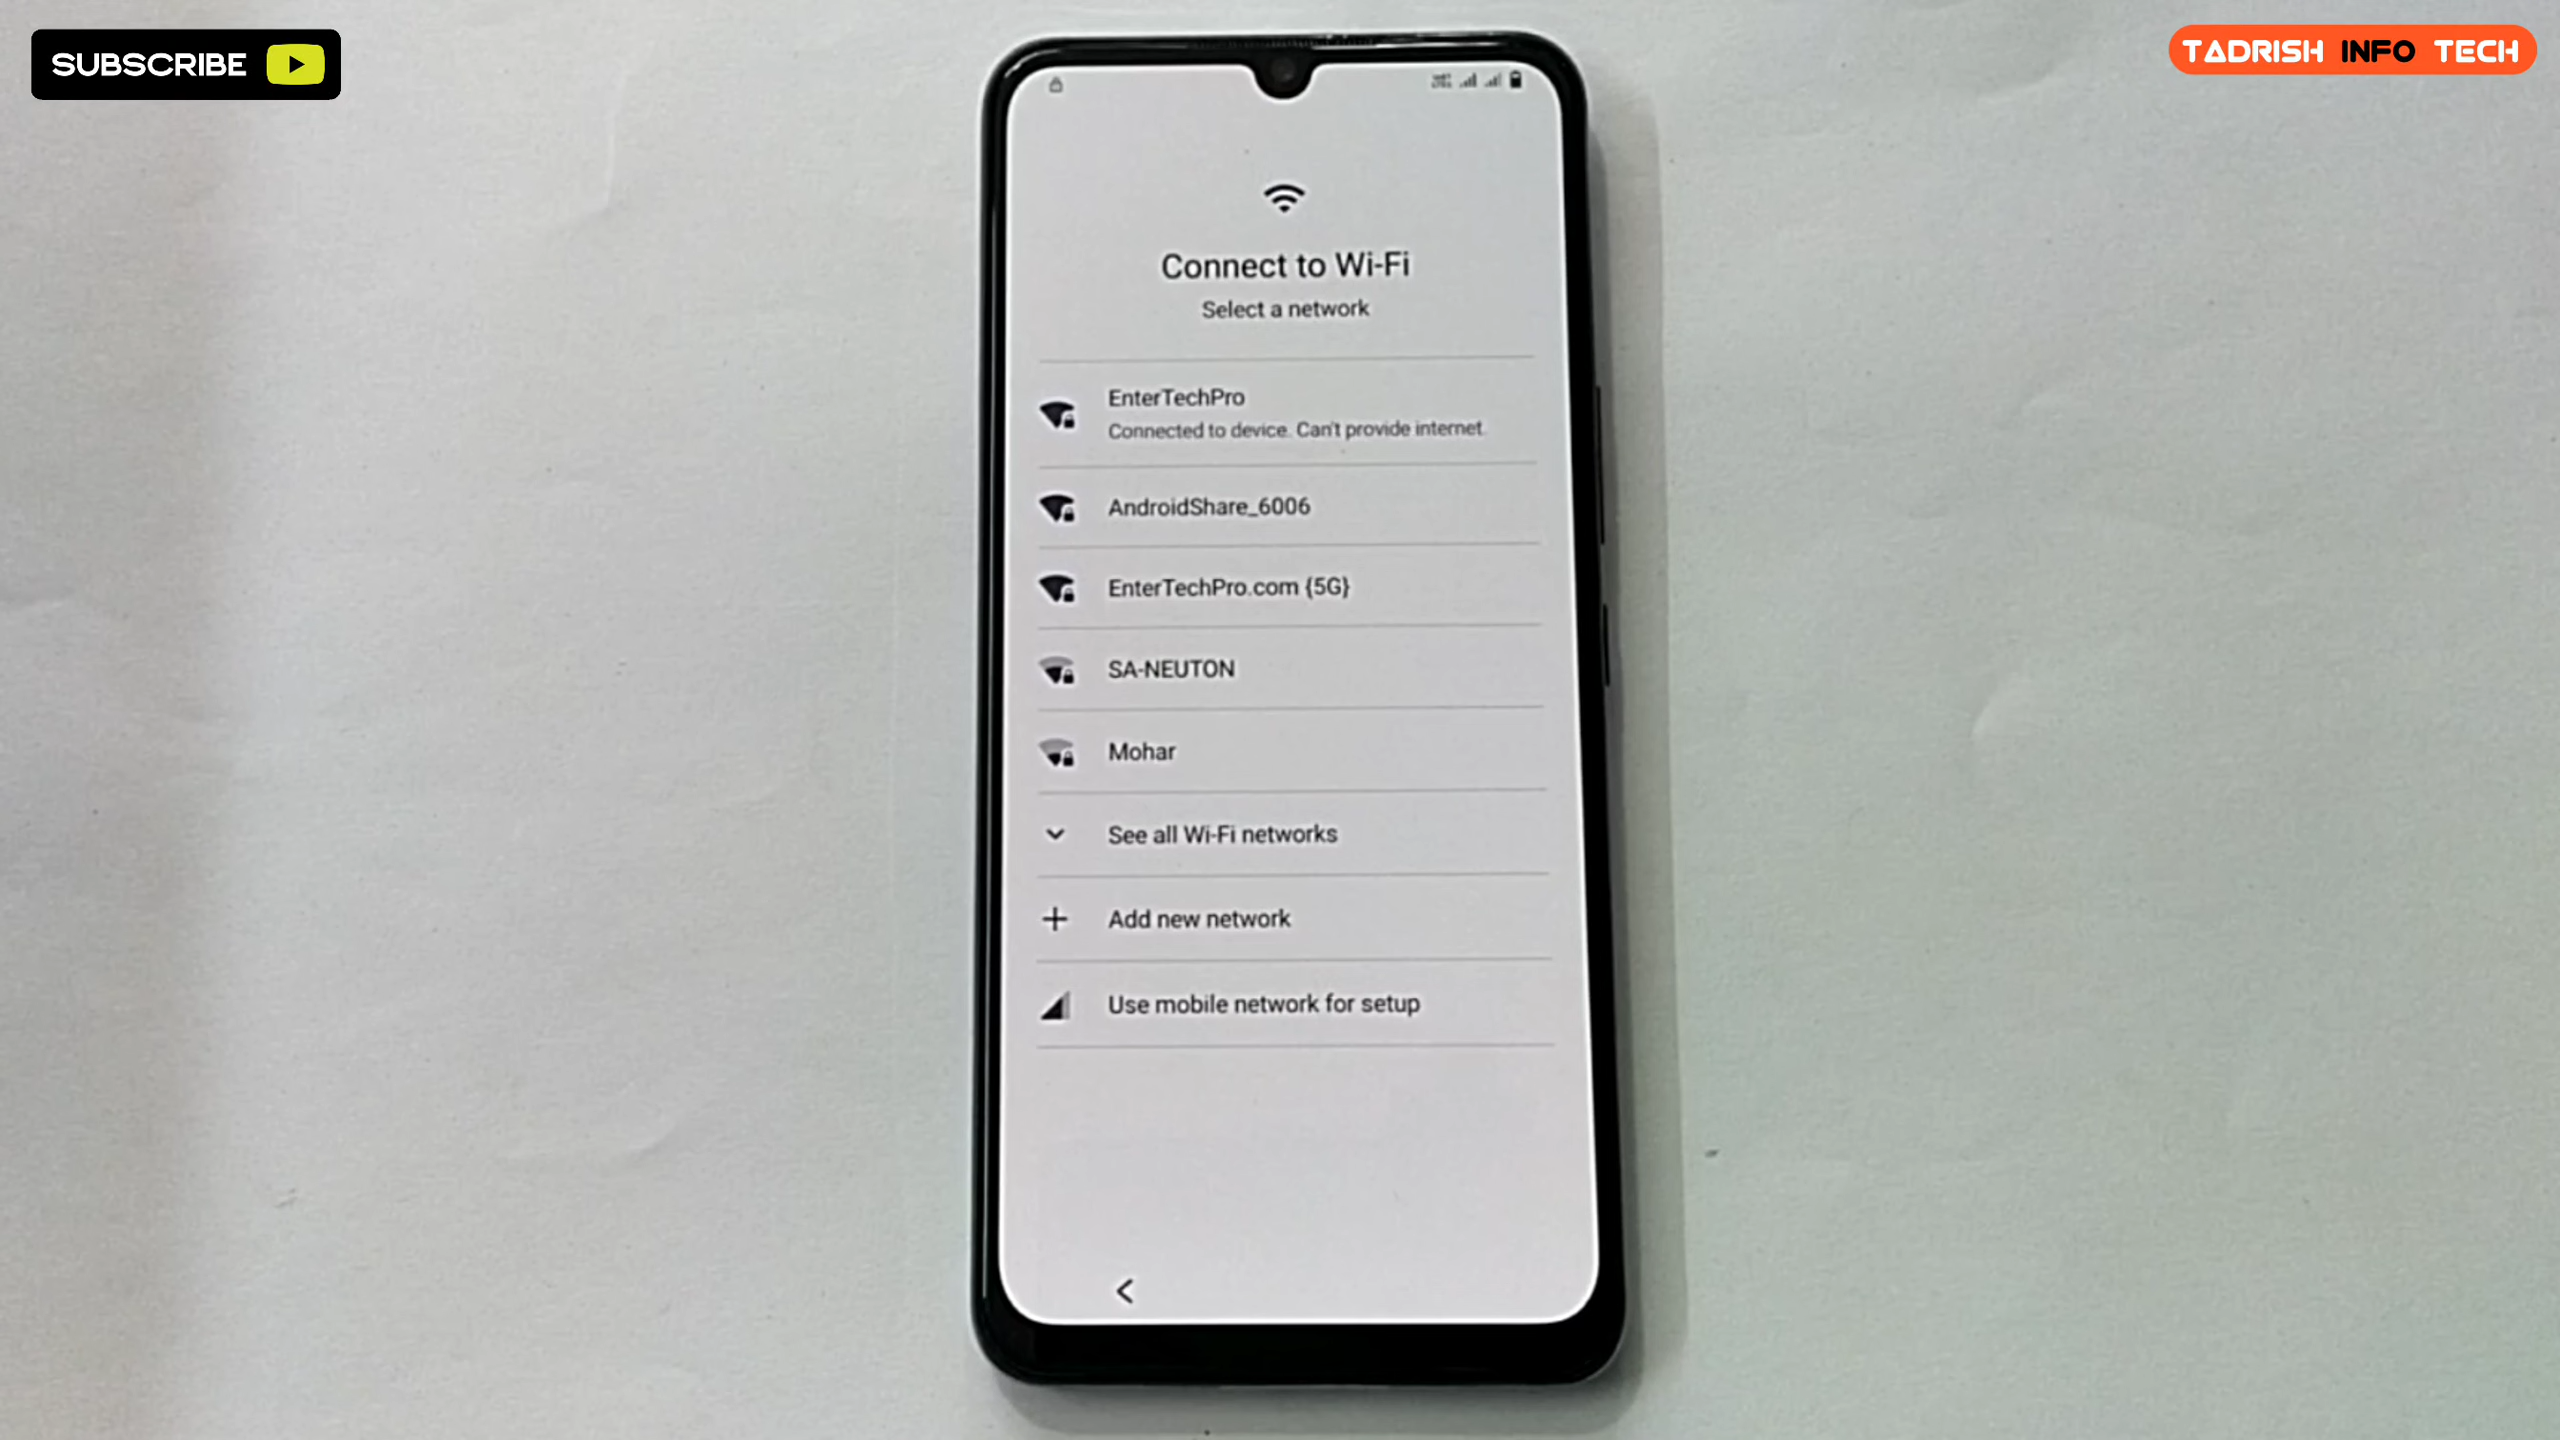 SUBSCRIBE
TADRISH INFO TECH
Connect to Wi-Fi
Select a network
EnterTechPro
Connected to device. Can't provide internet.
AndroidShare_6006
EnterTechPro.com {5G}
SA-NEUTON
Mohar
See all Wi-Fi networks
Add new network
Use mobile network for setup